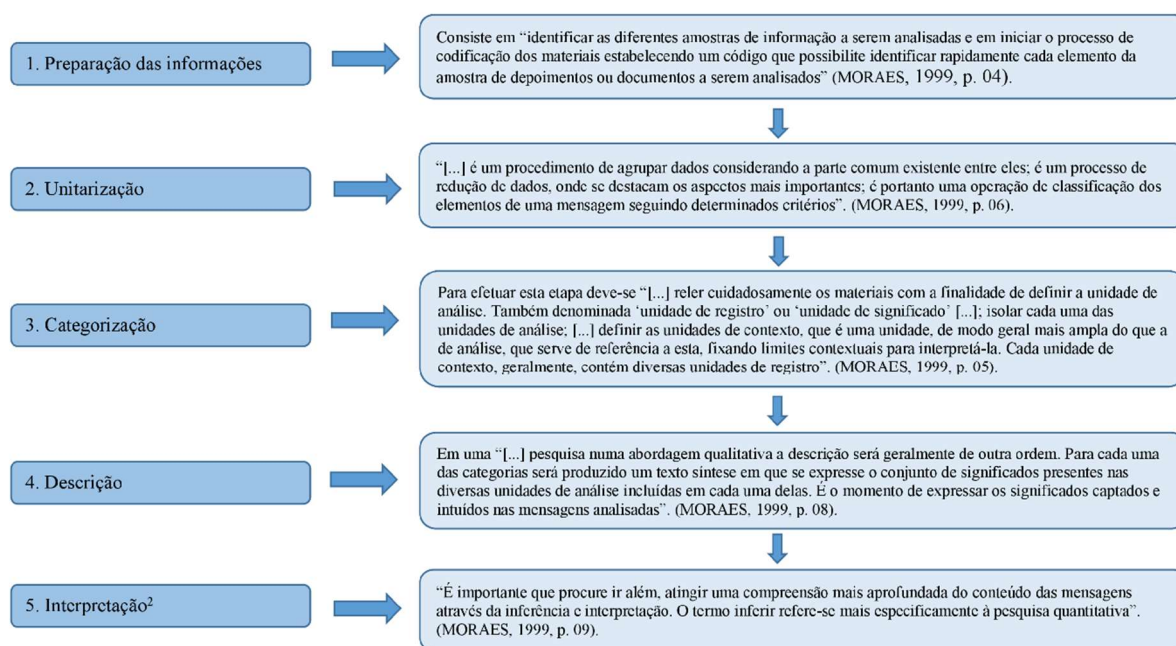 1. Preparação das informações
Consiste em “identificar as diferentes amostras de informação a serem analisadas e em iniciar o processo de
codificação dos materiais estabelecendo um código que possibilite identificar rapidamente cada elemento da
amostra de depoimentos ou documentos a serem analisados” (MORAES, 1999, p. 04).
2. Unitarização
“[...] é um procedimento de agrupar dados considerando a parte comum existente entre eles; é um processo de
redução de dados, onde se destacam os aspectos mais importantes; é portanto uma operação de classificação dos
elementos de uma mensagem seguindo determinados critérios”. (MORAES, 1999, p. 06).
3. Categorização
Para efetuar esta etapa deve-se “[...] reler cuidadosamente os materiais com a finalidade de definir a unidade de
análise. Também denominada ‘unidade de registro’ ou ‘unidade de significado’ [...]; isolar cada uma das
unidades de análise; [...] definir as unidades de contexto, que é uma unidade, de modo geral mais ampla do que a
de análise, que serve de referência a esta, fixando limites contextuais para interpretá-la. Cada unidade de
contexto, geralmente, contém diversas unidades de registro”. (MORAES, 1999, p. 05).
4. Descrição
Em uma “[...] pesquisa numa abordagem qualitativa a descrição será geralmente de outra ordem. Para cada uma
das categorias será produzido um texto síntese em que se expresse o conjunto de significados presentes nas
diversas unidades de análise incluídas em cada uma delas. É o momento de expressar os significados captados e
intuídos nas mensagens analisadas”. (MORAES, 1999, p. 08).
5. Interpretação²
“É importante que procure ir além, atingir uma compreensão mais aprofundada do conteúdo das mensagens
através da inferência e interpretação. O termo inferir refere-se mais especificamente à pesquisa quantitativa”.
(MORAES, 1999, p. 09).